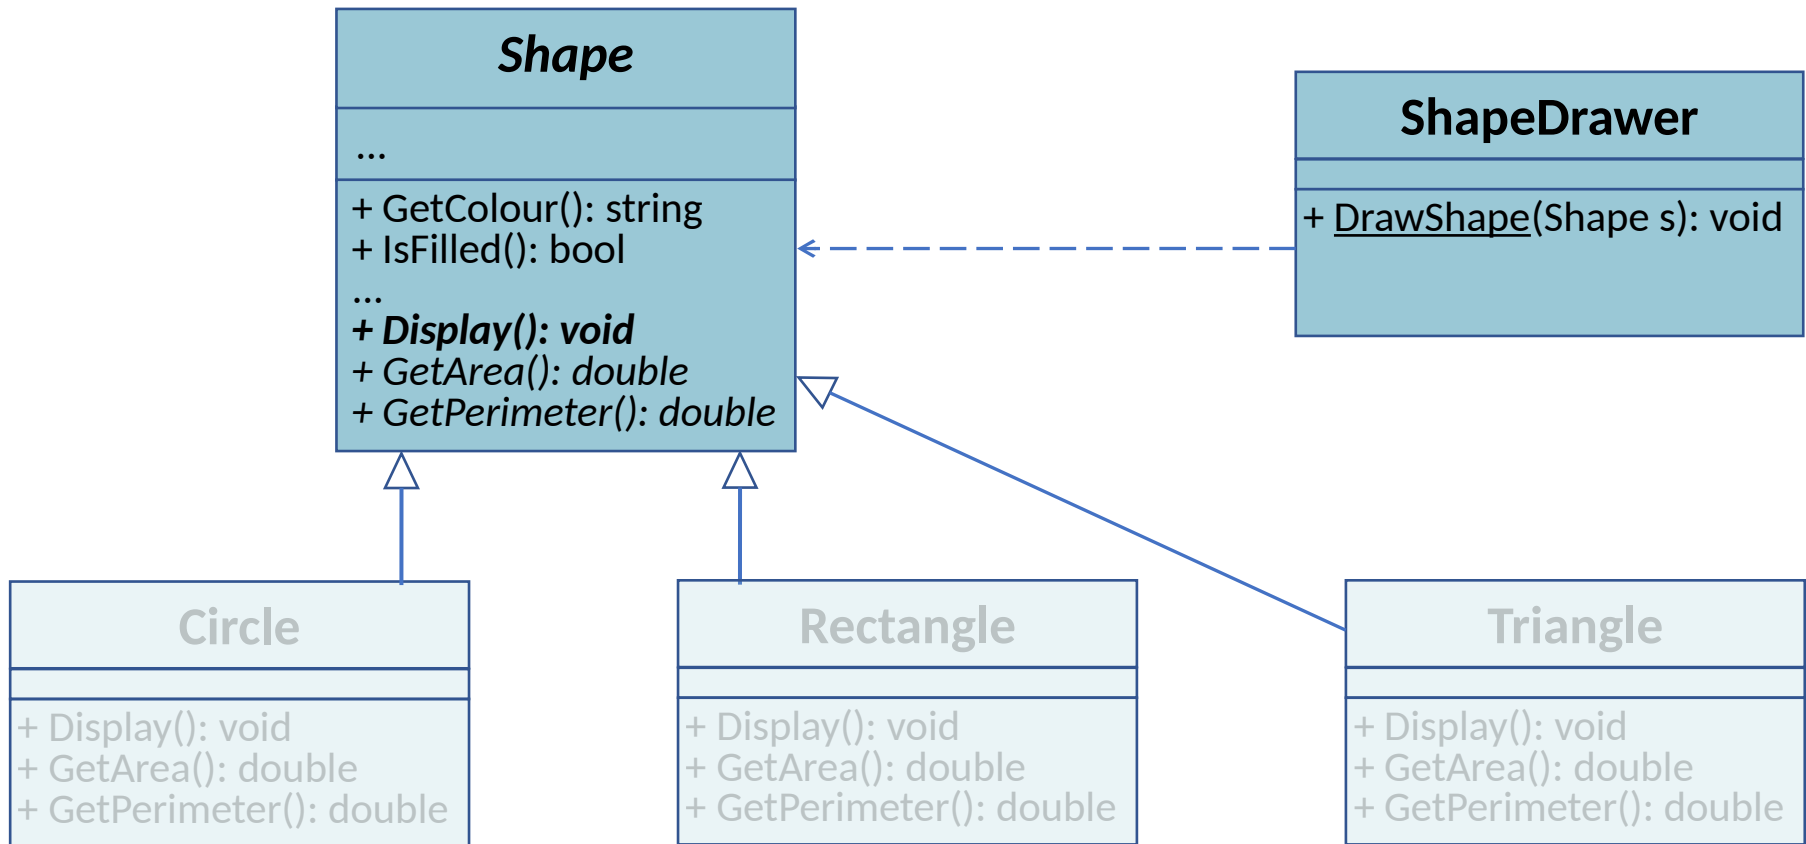 Shape
...
+ GetColour(): string
+ IsFilled(): bool
...
+ Display(): void
+ GetArea(): double
+ GetPerimeter(): double
ShapeDrawer
+ DrawShape(Shape s): void
Circle
+ Display(): void
+ GetArea(): double
+ GetPerimeter(): double
Rectangle
+ Display(): void
+ GetArea(): double
+ GetPerimeter(): double
Triangle
+ Display(): void
+ GetArea(): double
+ GetPerimeter(): double